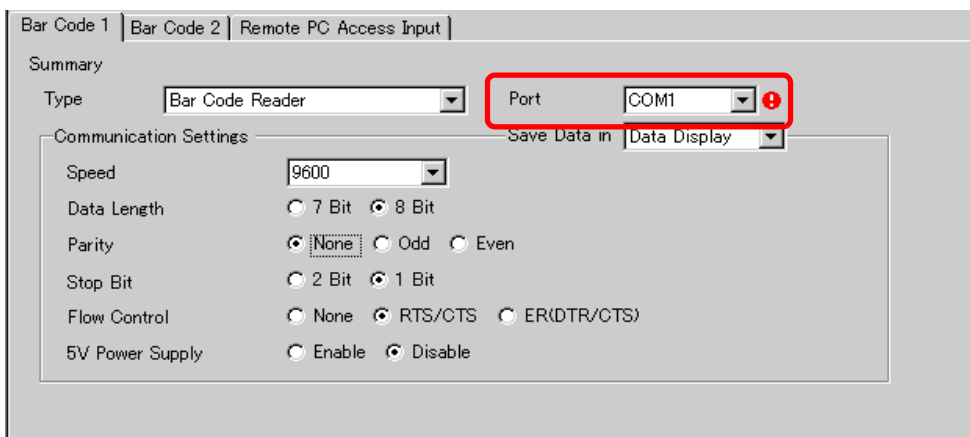 Bar Code 1 Bar Code 2 Remote PC Access Input
Summary
Type Bar Code Reader Port COM1
Communication Settings Save Data in Data Display
Speed 9600
Data Length 7 Bit 8 Bit
Parity None Odd Even
Stop Bit 2 Bit 1 Bit
Flow Control None RTS/CTS ER(DTR/CTS)
5V Power Supply Enable Disable